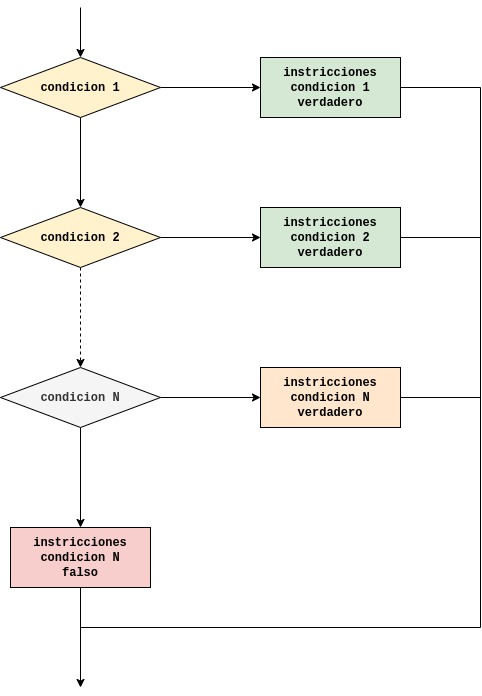 condicion 1
instricciones
condicion 1
verdadero
condicion 2
instricciones
condicion 2
verdadero
condicion N
instricciones
condicion N
verdadero
instricciones
condicion N
falso